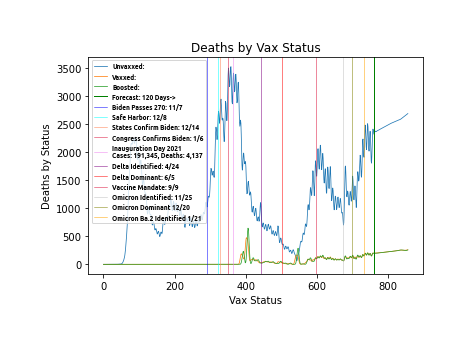 Deaths by Vax Status
Deaths by Vax Status
3500
3000
2500
2000
1500
1000
500
0
Unvaxxed:
Vaxxed:
Boosted:
Forecast: 120 Days->
Biden Passes 270: 11/7
Safe Harbor: 12/8
States Confirm Biden: 12/14
Congress Confirms Biden: 1/6
Inauguration Day 2021
Cases: 191,345, Deaths: 4,137
Delta Identified: 4/24
Delta Dominant: 6/5
Vaccine Mandate: 9/9
Omicron Identified: 11/25
Omicron Dominant 12/20
Omicron Ba.2 Identified 1/21
0
200
400
600
800
Vax Status